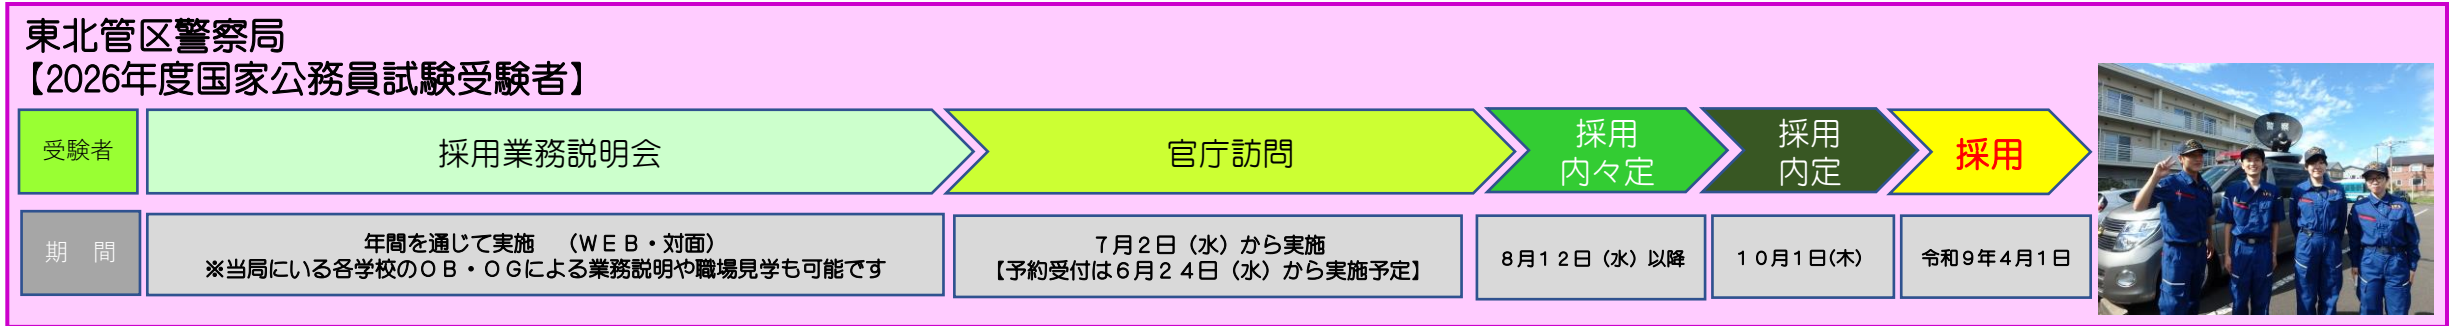 東北管区警察局
【2026年度国家公務員試験受験者】
受験者
採用業務説明会
官庁訪問
採用
内々定
採用
内定
採用
期　間
年間を通じて実施　（ＷＥＢ・対面）
※当局にいる各学校のＯＢ・ＯＧによる業務説明や職場見学も可能です
７月２日（水）から実施
【予約受付は６月２４日（水）から実施予定】
８月１２日（水）以降
１０月１日(木)
令和９年４月１日
警察